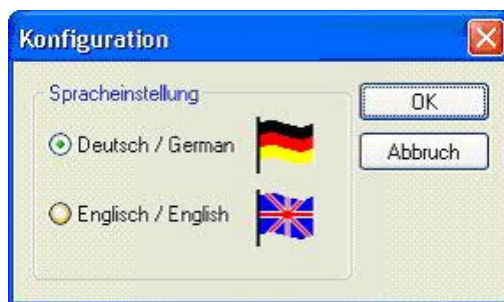 Konfiguration
Spracheinstellung
Deutsch / German
Englisch / English
OK
Abbruch